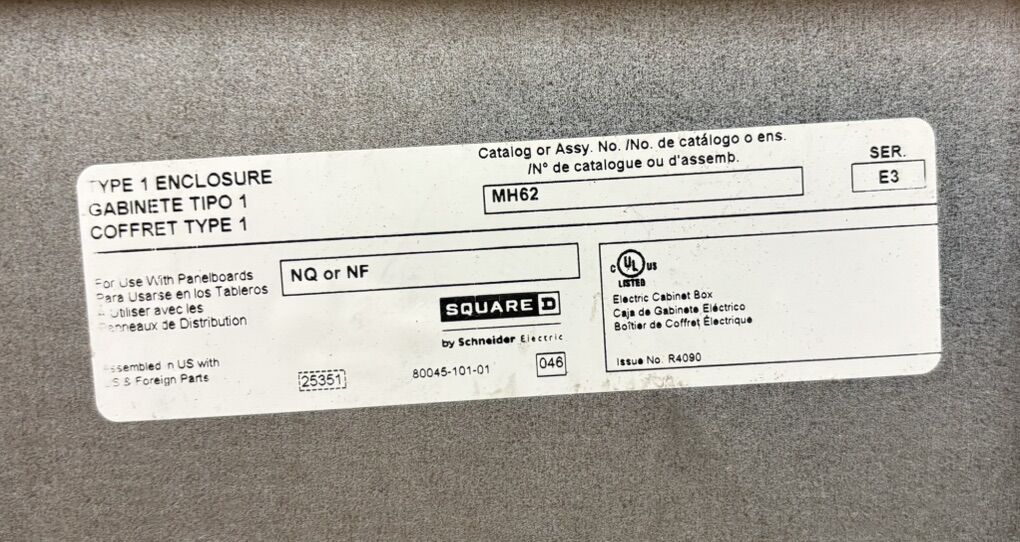 TYPE 1 ENCLOSURE
GABINETE TIPO 1
COFFRET TYPE 1
Catalog or Assy. No. /No. de catálogo o ens.
/N° de catalogue ou d'assemb.
MH62
SER.
E3
For Use With Panelboards
Para Usarse en los Tableros
A Utiliser avec les
Panneaux de Distribution
NQ or NF
SQUARE D
by Schneider Electric
Assembled in US with
US & Foreign Parts
25351
80045-101-01
046
c UL us
LISTED
Electric Cabinet Box
Caja de Gabinete Eléctrico
Boîtier de Coffret Électrique
Issue No. R4090